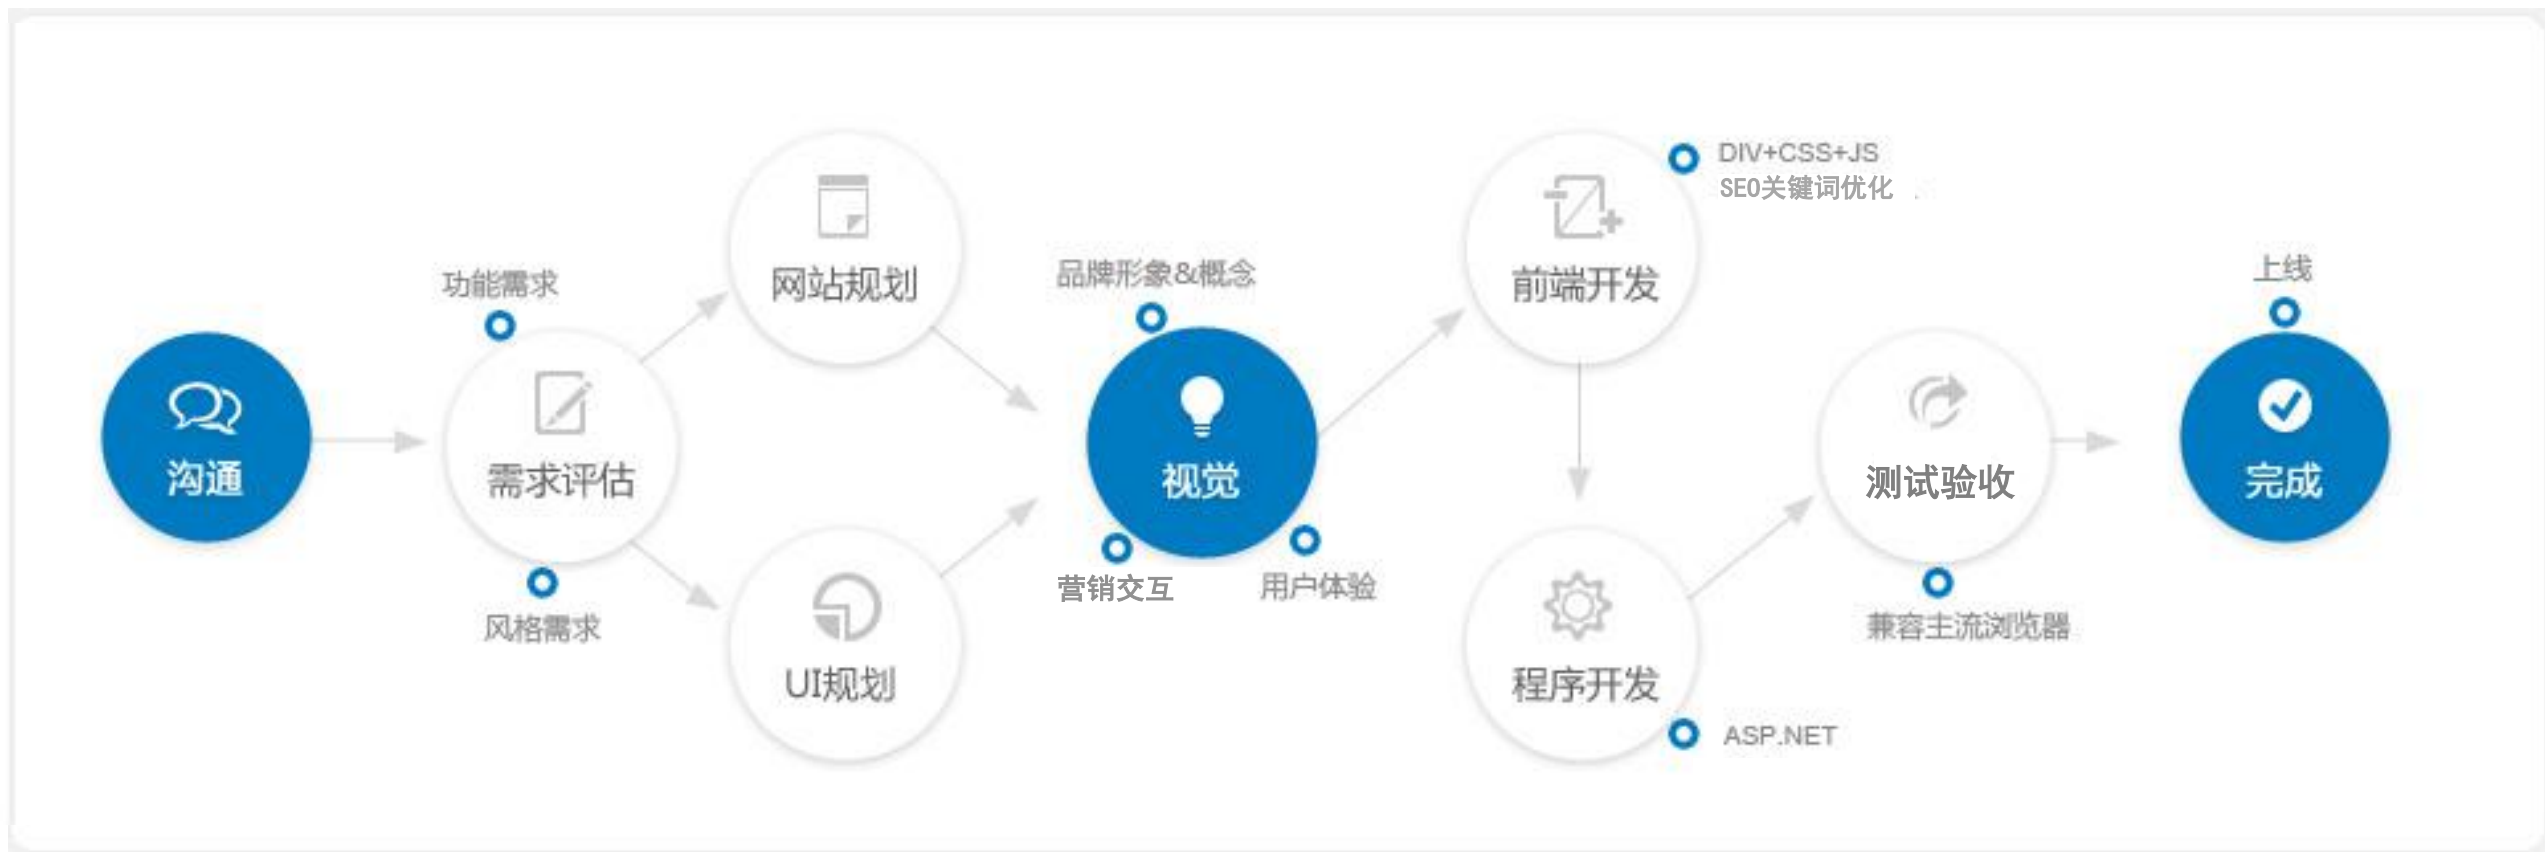 沟通
功能需求
需求评估
风格需求
网站规划
UI规划
品牌形象&概念
视觉
营销交互
用户体验
前端开发
DIV+CSS+JS
SEO关键词优化
程序开发
ASP.NET
测试验收
兼容主流浏览器
上线
完成